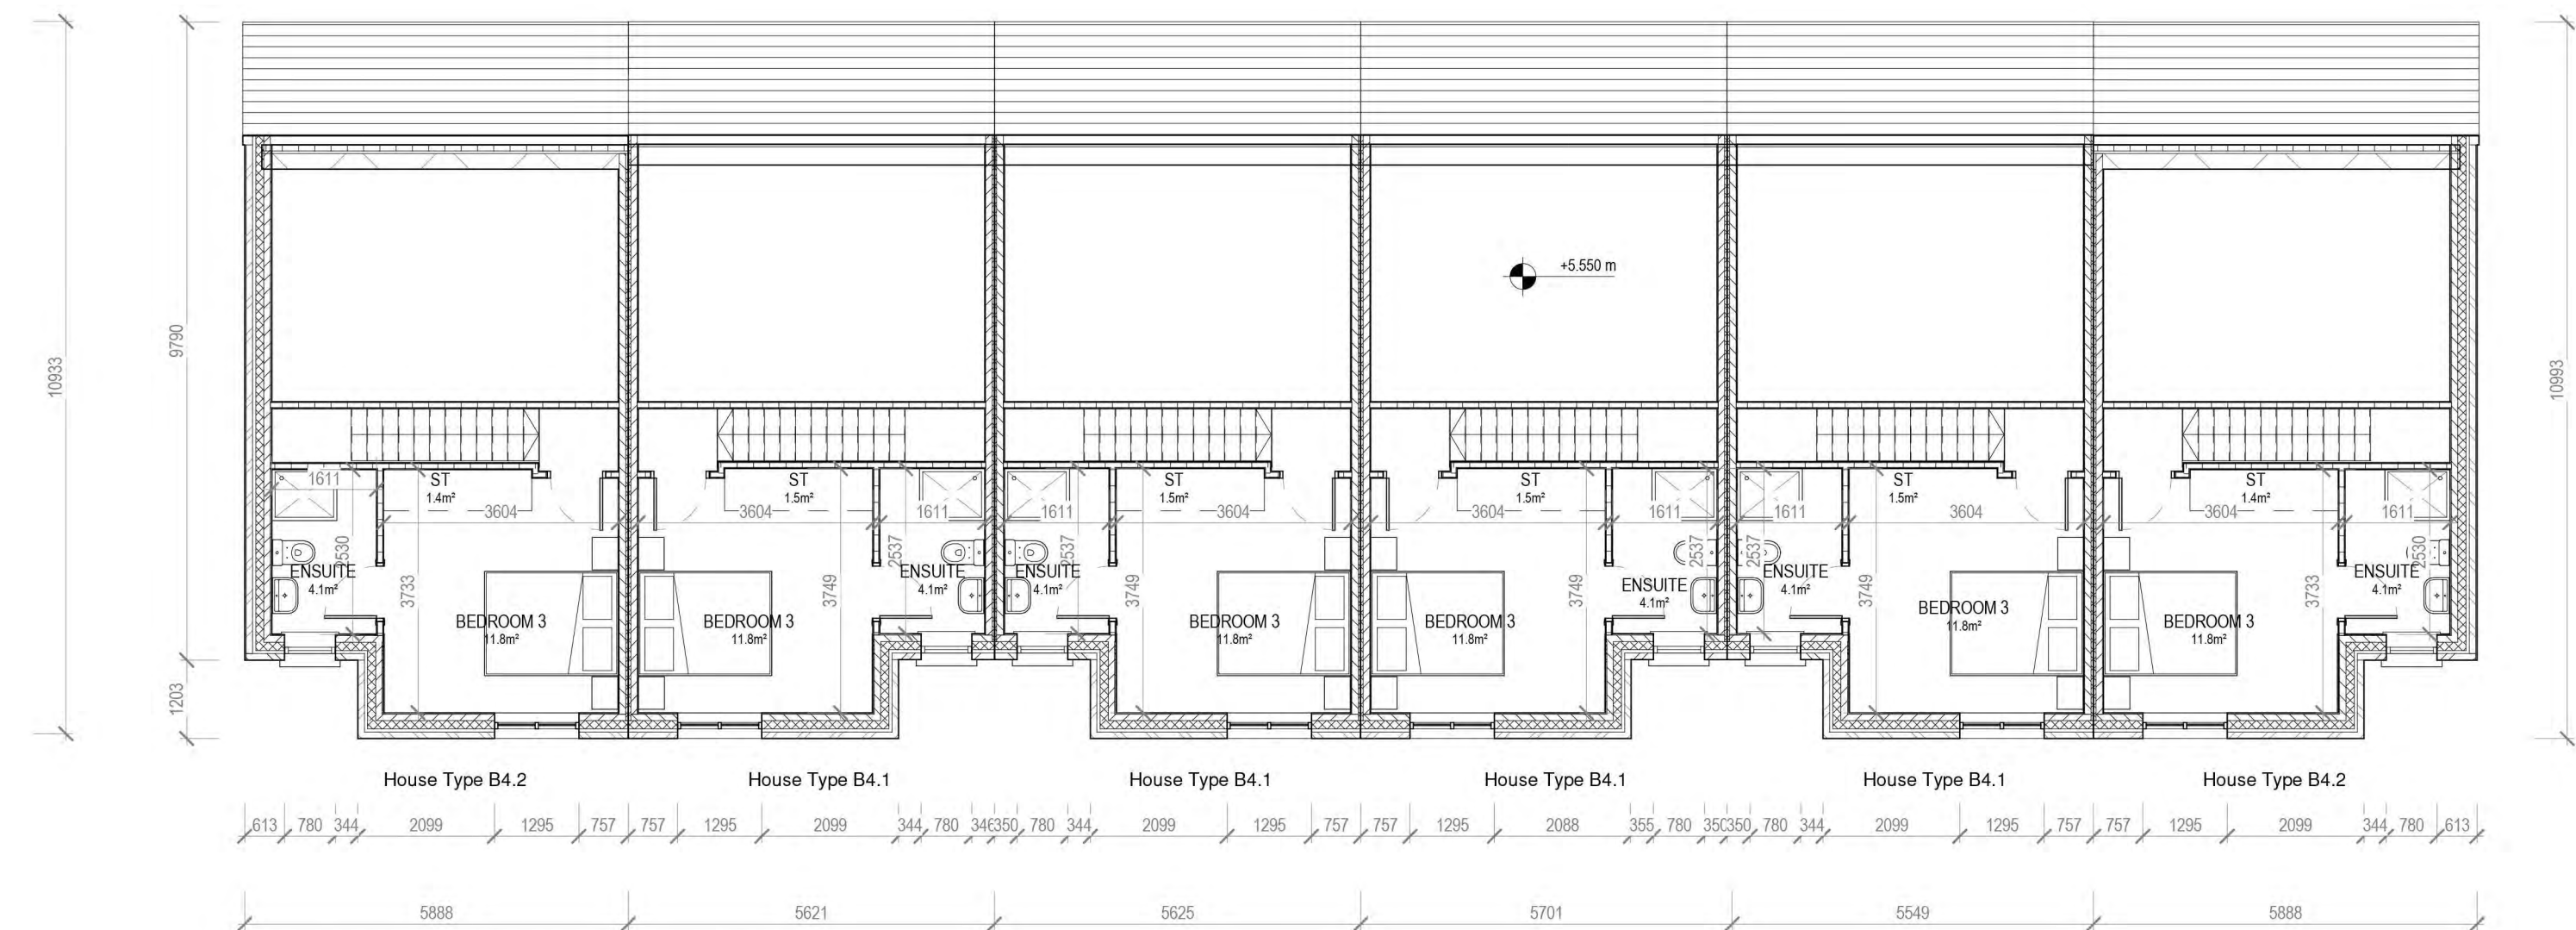 +5.550 m
10933
9790
1203
10993
ST
1.4m²
1611
3604
2530
3733
ENSUITE
4.1m²
BEDROOM 3
11.8m²
ST
1.5m²
3604
1611
2537
3749
ENSUITE
4.1m²
BEDROOM 3
11.8m²
ST
1.5m²
1611
3604
2537
3749
ENSUITE
4.1m²
BEDROOM 3
11.8m²
ST
1.5m²
3604
1611
2537
3749
ENSUITE
4.1m²
BEDROOM 3
11.8m²
ST
1.5m²
1611
3604
2537
3749
ENSUITE
4.1m²
BEDROOM 3
11.8m²
ST
1.4m²
3604
1611
2530
3733
ENSUITE
4.1m²
BEDROOM 3
11.8m²
House Type B4.2 House Type B4.1 House Type B4.1 House Type B4.1 House Type B4.1 House Type B4.2
613 780 344 2099 1295 757 757 1295 2099 344 780 346 350 780 344 2099 1295 757 757 1295 2088 355 780 350 350 780 344 2099 1295 757 757 1295 2099 344 780 613
5888 5621 5625 5701 5549 5888